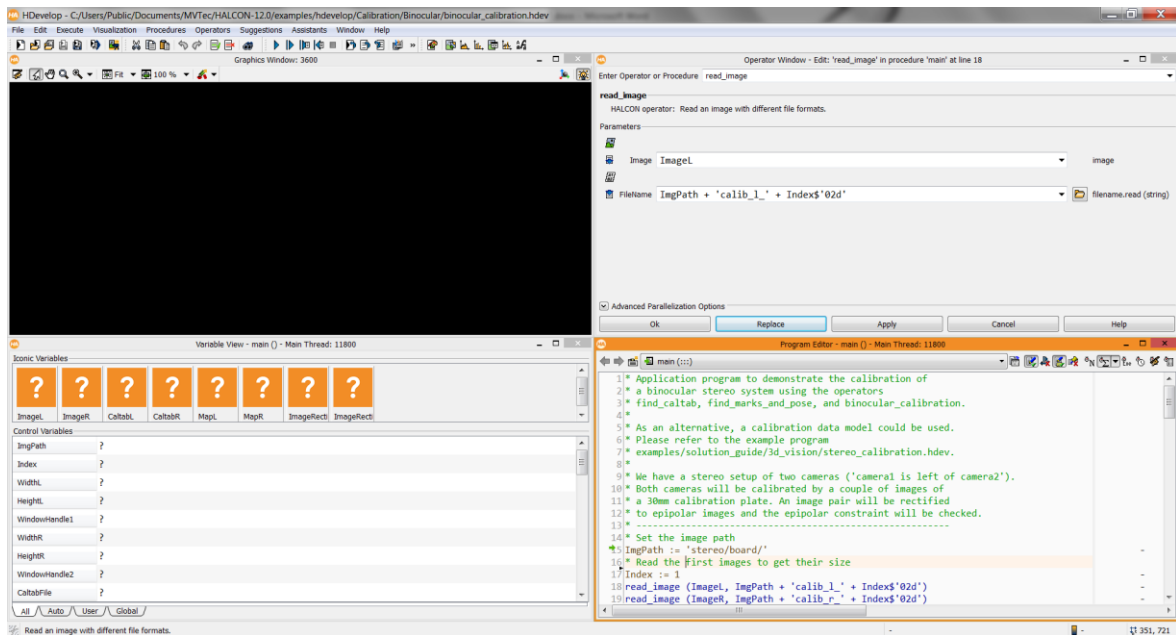 HDevelop - C:/Users/Public/Documents/MVTec/HALCON-12.0/examples/hdevelop/Calibration/Binocular/binocular_calibration.hdev
File Edit Execute Visualization Procedures Operators Suggestions Assistants Window Help
Graphics Window: 3600
Fit 100 %
Operator Window - Edit: 'read_image' in procedure 'main' at line 18
Enter Operator or Procedure read_image
read_image
HALCON operator: Read an image with different file formats.
Parameters
Image ImageL image
FileName ImgPath + 'calib_l_' + Index$'02d' filename.read (string)
Advanced Parallelization Options
Ok Replace Apply Cancel Help
Variable View - main () - Main Thread: 11800
Iconic Variables
? ? ? ? ? ? ? ?
ImageL ImageR CaltabL CaltabR MapL MapR ImageRecti ImageRecti
Control Variables
ImgPath ?
Index ?
WidthL ?
HeightL ?
WindowHandle1 ?
WidthR ?
HeightR ?
WindowHandle2 ?
CaltabFile ?
All Auto User Global
Program Editor - main () - Main Thread: 11800
main (:::)
1 * Application program to demonstrate the calibration of
2 * a binocular stereo system using the operators
3 * find_caltab, find_marks_and_pose, and binocular_calibration.
4 *
5 * As an alternative, a calibration data model could be used.
6 * Please refer to the example program
7 * examples/solution_guide/3d_vision/stereo_calibration.hdev.
8 *
9 * We have a stereo setup of two cameras ('camera1 is left of camera2').
10 * Both cameras will be calibrated by a couple of images of
11 * a 30mm calibration plate. An image pair will be rectified
12 * to epipolar images and the epipolar constraint will be checked.
13 * ----------------------------------------------------
14 * Set the image path
15 ImgPath := 'stereo/board/'
16 * Read the first images to get their size
17 Index := 1
18 read_image (ImageL, ImgPath + 'calib_l_' + Index$'02d')
19 read_image (ImageR, ImgPath + 'calib_r_' + Index$'02d')
Read an image with different file formats.
- - 351, 721